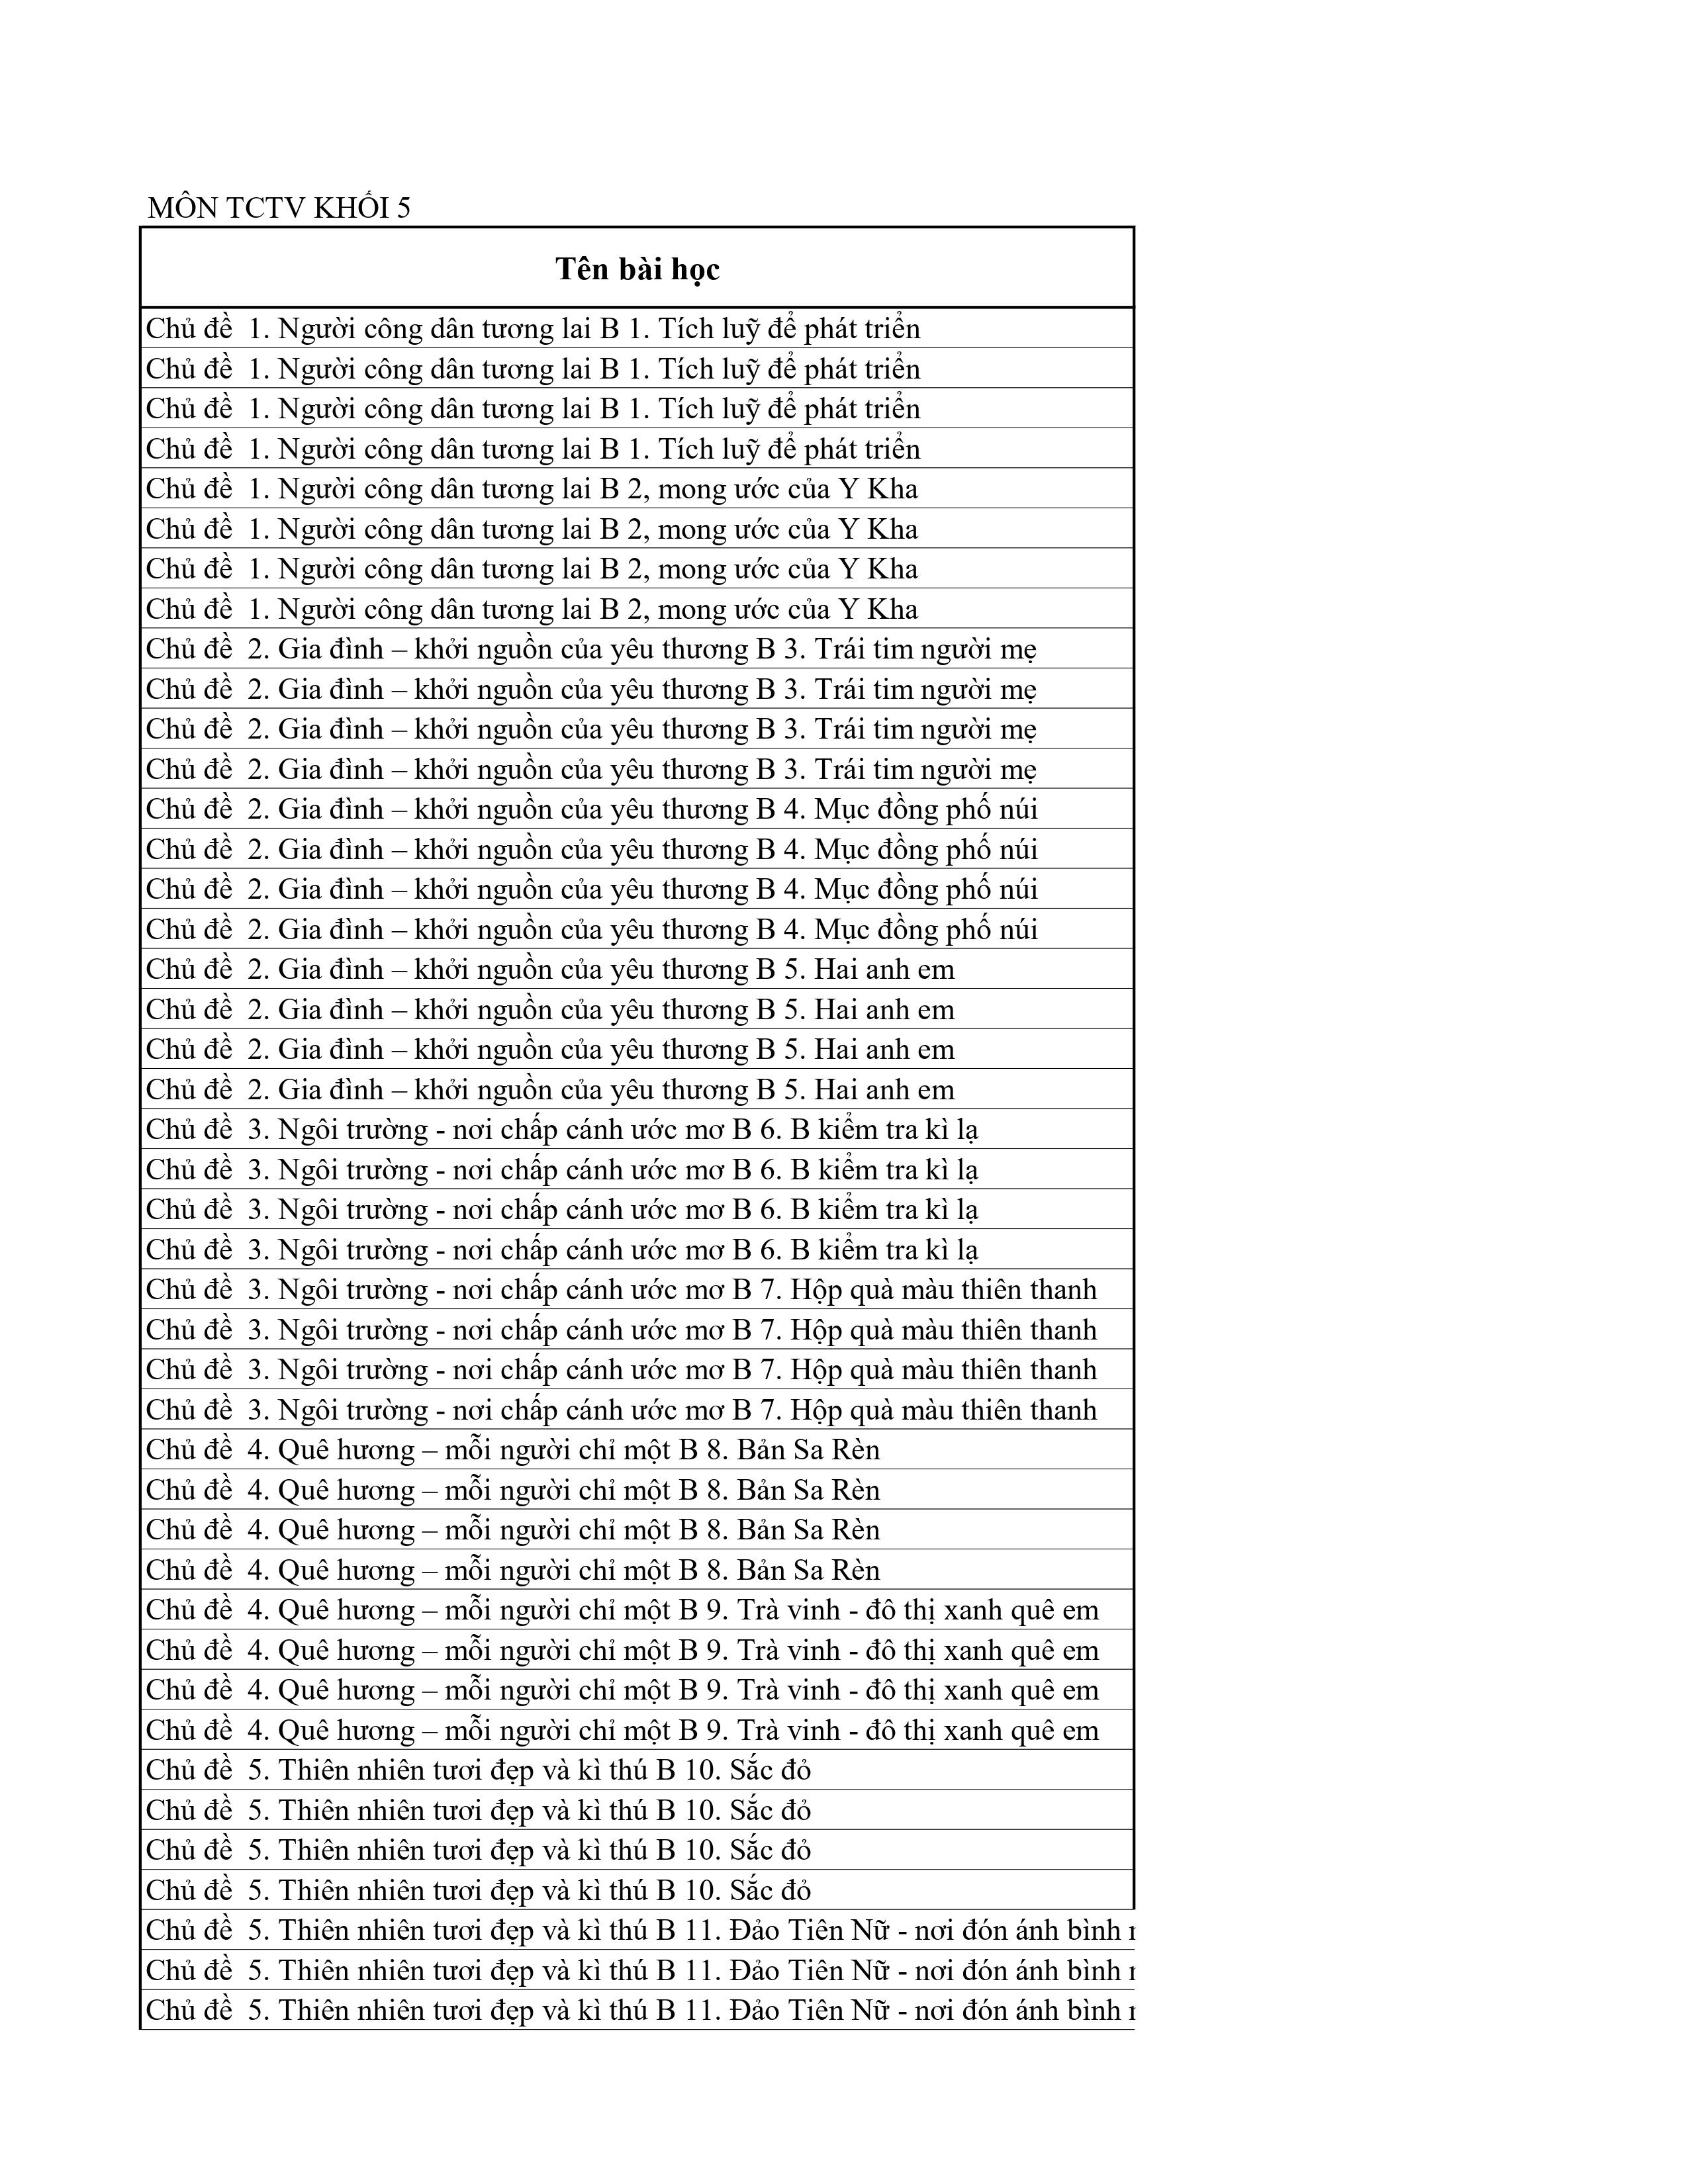 MÔN TCTV KHỐI 5
Tên bài học
Chủ đề  1. Người công dân tương lai B 1. Tích luỹ để phát triển
Chủ đề  1. Người công dân tương lai B 1. Tích luỹ để phát triển
Chủ đề  1. Người công dân tương lai B 1. Tích luỹ để phát triển
Chủ đề  1. Người công dân tương lai B 1. Tích luỹ để phát triển
Chủ đề  1. Người công dân tương lai B 2, mong ước của Y Kha
Chủ đề  1. Người công dân tương lai B 2, mong ước của Y Kha
Chủ đề  1. Người công dân tương lai B 2, mong ước của Y Kha
Chủ đề  1. Người công dân tương lai B 2, mong ước của Y Kha
Chủ đề  2. Gia đình – khởi nguồn của yêu thương B 3. Trái tim người mẹ
Chủ đề  2. Gia đình – khởi nguồn của yêu thương B 3. Trái tim người mẹ
Chủ đề  2. Gia đình – khởi nguồn của yêu thương B 3. Trái tim người mẹ
Chủ đề  2. Gia đình – khởi nguồn của yêu thương B 3. Trái tim người mẹ
Chủ đề  2. Gia đình – khởi nguồn của yêu thương B 4. Mục đồng phố núi
Chủ đề  2. Gia đình – khởi nguồn của yêu thương B 4. Mục đồng phố núi
Chủ đề  2. Gia đình – khởi nguồn của yêu thương B 4. Mục đồng phố núi
Chủ đề  2. Gia đình – khởi nguồn của yêu thương B 4. Mục đồng phố núi
Chủ đề  2. Gia đình – khởi nguồn của yêu thương B 5. Hai anh em
Chủ đề  2. Gia đình – khởi nguồn của yêu thương B 5. Hai anh em
Chủ đề  2. Gia đình – khởi nguồn của yêu thương B 5. Hai anh em
Chủ đề  2. Gia đình – khởi nguồn của yêu thương B 5. Hai anh em
Chủ đề  3. Ngôi trường - nơi chấp cánh ước mơ B 6. B kiểm tra kì lạ
Chủ đề  3. Ngôi trường - nơi chấp cánh ước mơ B 6. B kiểm tra kì lạ
Chủ đề  3. Ngôi trường - nơi chấp cánh ước mơ B 6. B kiểm tra kì lạ
Chủ đề  3. Ngôi trường - nơi chấp cánh ước mơ B 6. B kiểm tra kì lạ
Chủ đề  3. Ngôi trường - nơi chấp cánh ước mơ B 7. Hộp quà màu thiên thanh
Chủ đề  3. Ngôi trường - nơi chấp cánh ước mơ B 7. Hộp quà màu thiên thanh
Chủ đề  3. Ngôi trường - nơi chấp cánh ước mơ B 7. Hộp quà màu thiên thanh
Chủ đề  3. Ngôi trường - nơi chấp cánh ước mơ B 7. Hộp quà màu thiên thanh
Chủ đề  4. Quê hương – mỗi người chỉ một B 8. Bản Sa Rèn
Chủ đề  4. Quê hương – mỗi người chỉ một B 8. Bản Sa Rèn
Chủ đề  4. Quê hương – mỗi người chỉ một B 8. Bản Sa Rèn
Chủ đề  4. Quê hương – mỗi người chỉ một B 8. Bản Sa Rèn
Chủ đề  4. Quê hương – mỗi người chỉ một B 9. Trà vinh - đô thị xanh quê em
Chủ đề  4. Quê hương – mỗi người chỉ một B 9. Trà vinh - đô thị xanh quê em
Chủ đề  4. Quê hương – mỗi người chỉ một B 9. Trà vinh - đô thị xanh quê em
Chủ đề  4. Quê hương – mỗi người chỉ một B 9. Trà vinh - đô thị xanh quê em
Chủ đề  5. Thiên nhiên tươi đẹp và kì thú B 10. Sắc đỏ
Chủ đề  5. Thiên nhiên tươi đẹp và kì thú B 10. Sắc đỏ
Chủ đề  5. Thiên nhiên tươi đẹp và kì thú B 10. Sắc đỏ
Chủ đề  5. Thiên nhiên tươi đẹp và kì thú B 10. Sắc đỏ
Chủ đề  5. Thiên nhiên tươi đẹp và kì thú B 11. Đảo Tiên Nữ - nơi đón ánh bình
Chủ đề  5. Thiên nhiên tươi đẹp và kì thú B 11. Đảo Tiên Nữ - nơi đón ánh bình
Chủ đề  5. Thiên nhiên tươi đẹp và kì thú B 11. Đảo Tiên Nữ - nơi đón ánh bình